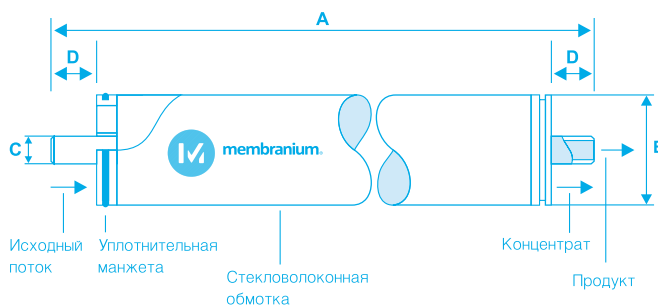 A
D
D
C
membranium®
B
Исходный
поток
Уплотнительная
манжета
Стекловолоконная
обмотка
Концентрат
Продукт